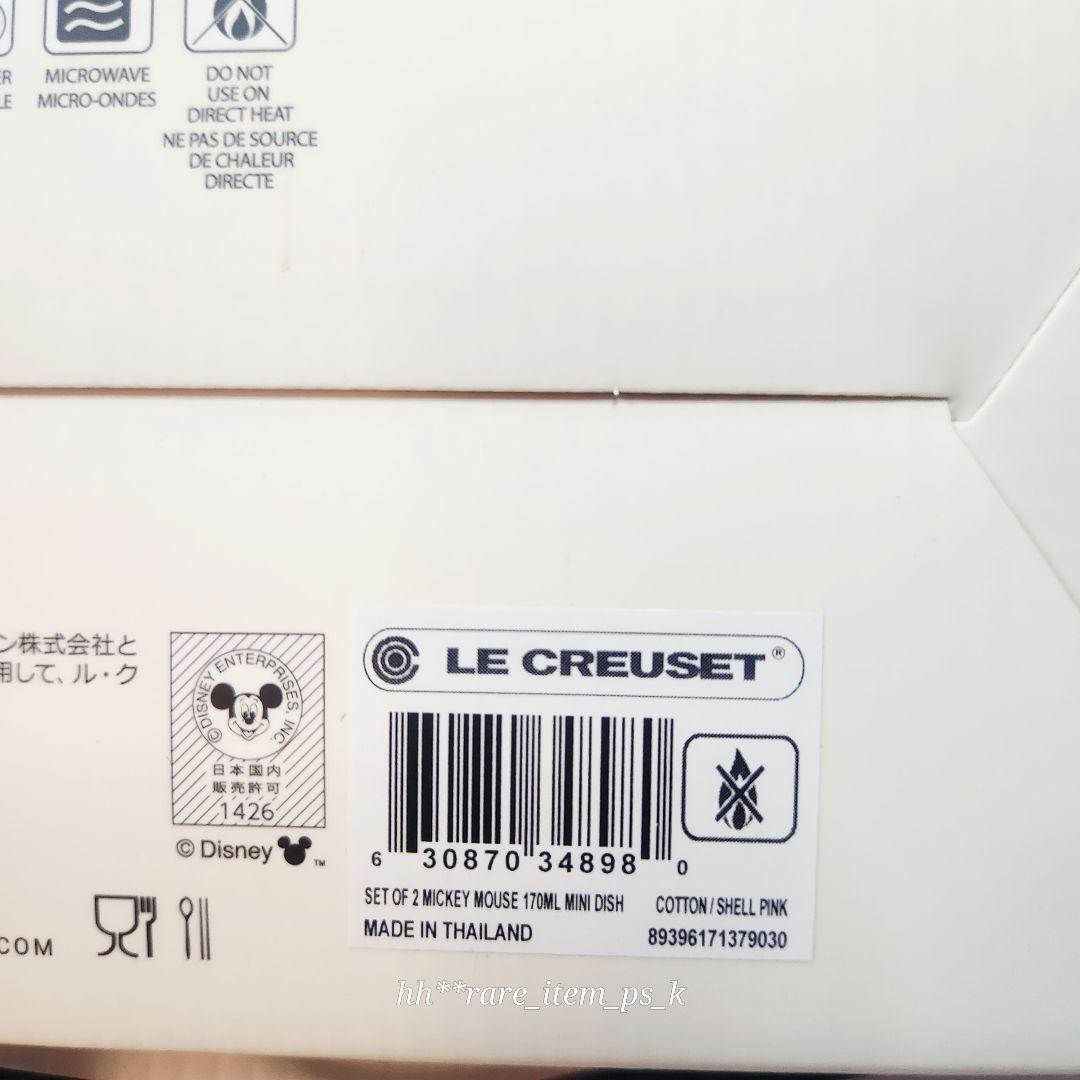 ER
LE
MICROWAVE
MICRO-ONDES
DO NOT
USE ON
DIRECT HEAT
NE PAS DE SOURCE
DE CHALEUR
DIRECTE
ン株式会社と
用して、ル・ク
© DISNEY ENTERPRISES, INC.
日本国内
販売許可
1426
© Disney
TM
.COM
LE CREUSET®
6 30870 34898 0
SET OF 2 MICKEY MOUSE 170ML MINI DISH
COTTON / SHELL PINK
MADE IN THAILAND
89396171379030
hh**rare_item_ps_k